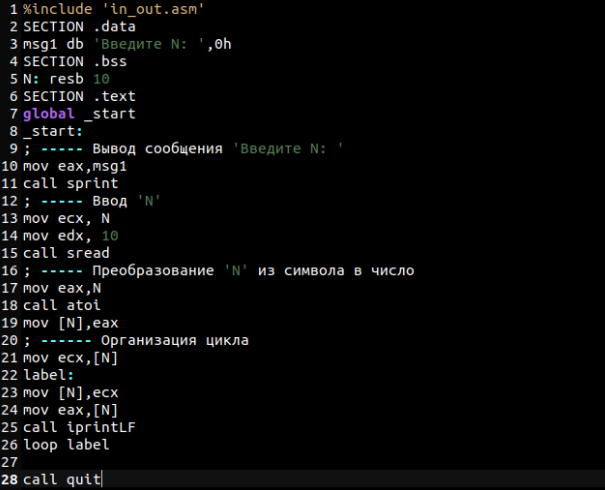 1 %include 'in_out.asm'
2 SECTION .data
3 msg1 db 'Введите N: ',0h
4 SECTION .bss
5 N: resb 10
6 SECTION .text
7 global _start
8 _start:
9 ; ----- Вывод сообщения 'Введите N: '
10 mov eax,msg1
11 call sprint
12 ; ----- Ввод 'N'
13 mov ecx, N
14 mov edx, 10
15 call sread
16 ; ----- Преобразование 'N' из символа в число
17 mov eax,N
18 call atoi
19 mov [N],eax
20 ; ------ Организация цикла
21 mov ecx,[N]
22 label:
23 mov [N],ecx
24 mov eax,[N]
25 call iprintLF
26 loop label
27
28 call quit